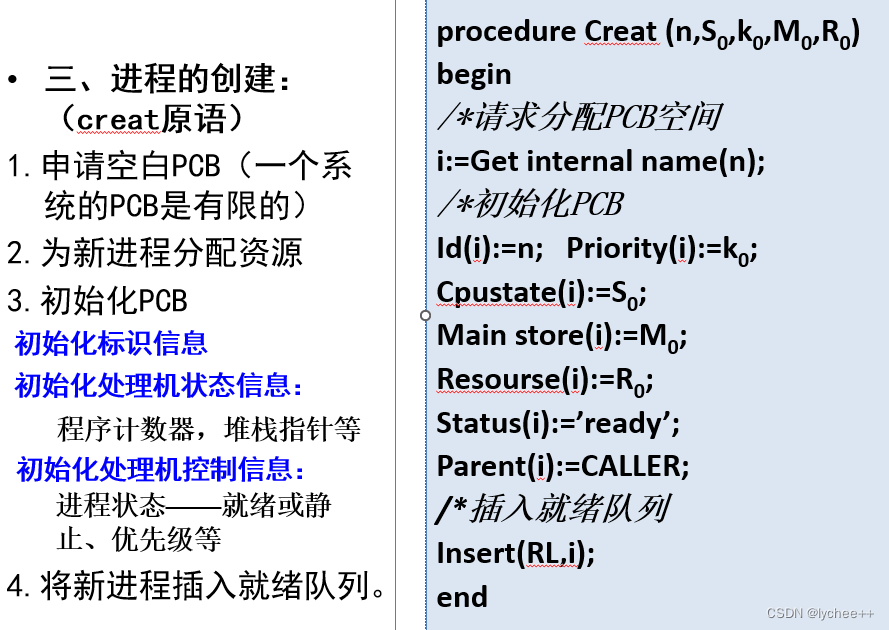 • 三、进程的创建：
（creat原语）
1. 申请空白PCB（一个系
统的PCB是有限的）
2. 为新进程分配资源
3. 初始化PCB
初始化标识信息
初始化处理机状态信息：
程序计数器，堆栈指针等
初始化处理机控制信息：
进程状态——就绪或静
止、优先级等
4. 将新进程插入就绪队列。
procedure Creat (n,S0,k0,M0,R0)
begin
/*请求分配PCB空间
i:=Get internal name(n);
/*初始化PCB
Id(i):=n; Priority(i):=k0;
Cpustate(i):=S0;
Main store(i):=M0;
Resourse(i):=R0;
Status(i):=’ready’;
Parent(i):=CALLER;
/*插入就绪队列
Insert(RL,i);
end
CSDN @lychee++